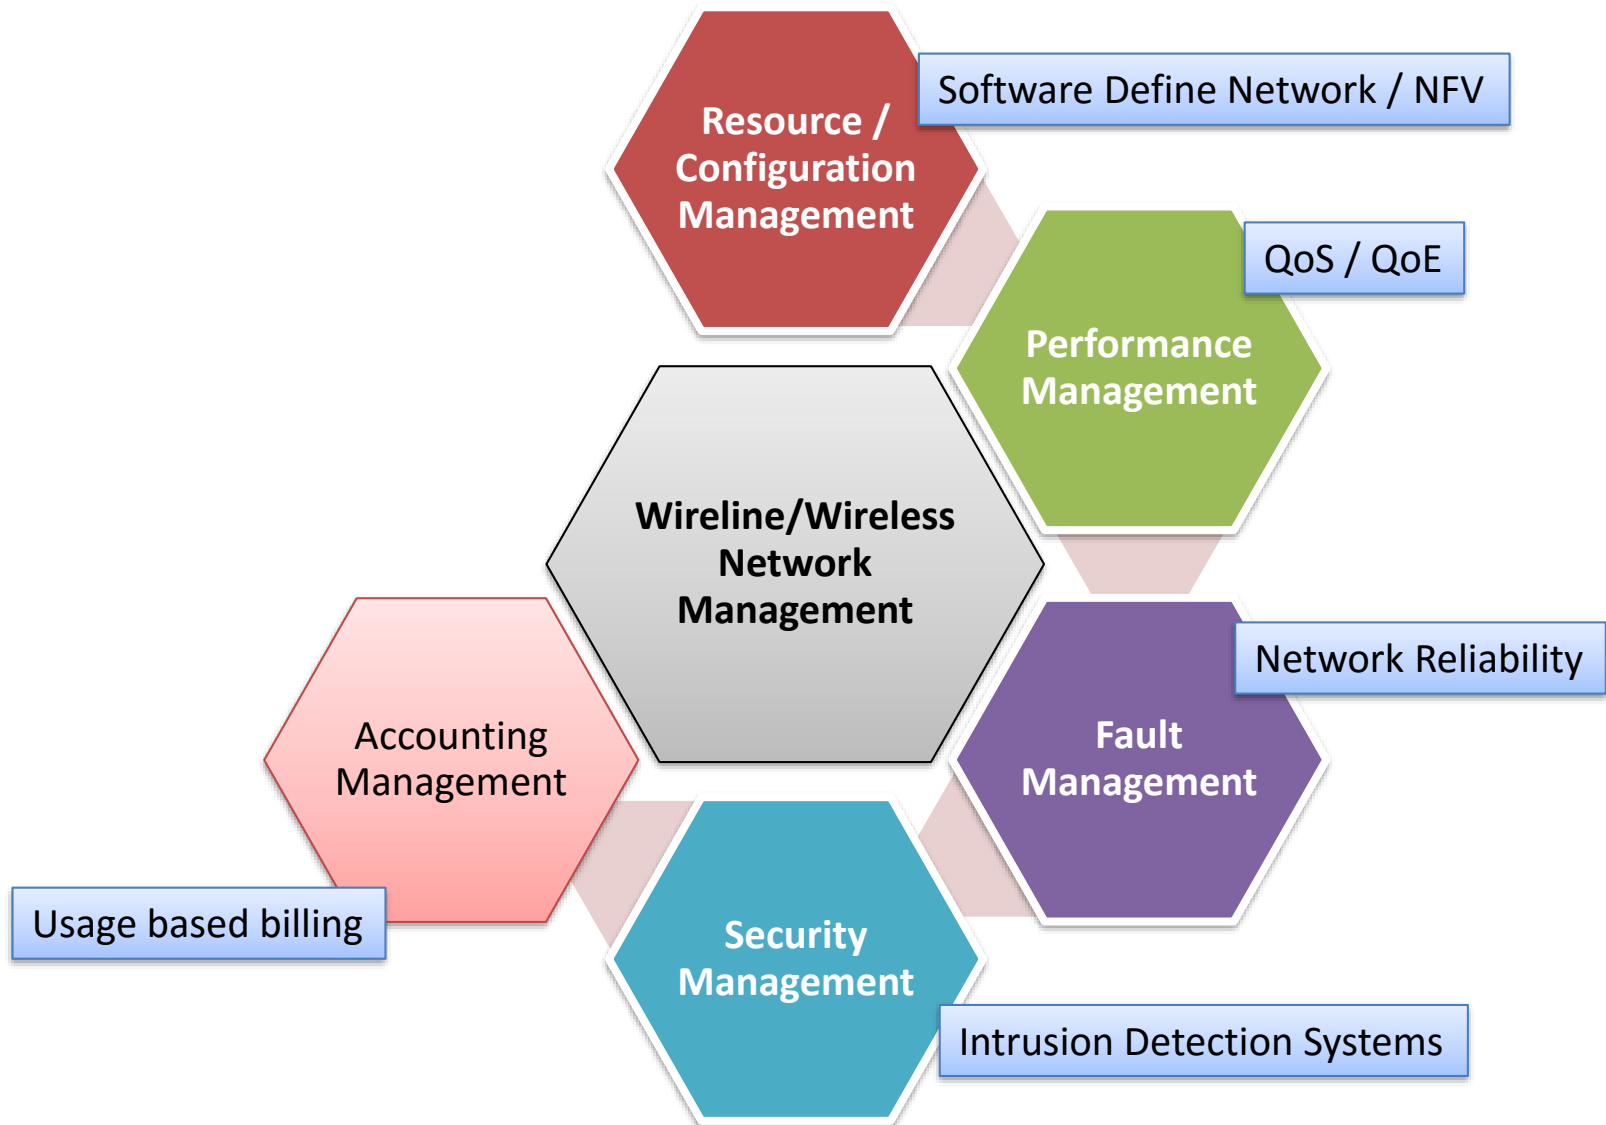 Resource /
Configuration
Management
Software Define Network / NFV
QoS / QoE
Performance
Management
Wireline/Wireless
Network
Management
Network Reliability
Fault
Management
Accounting
Management
Usage based billing
Security
Management
Intrusion Detection Systems